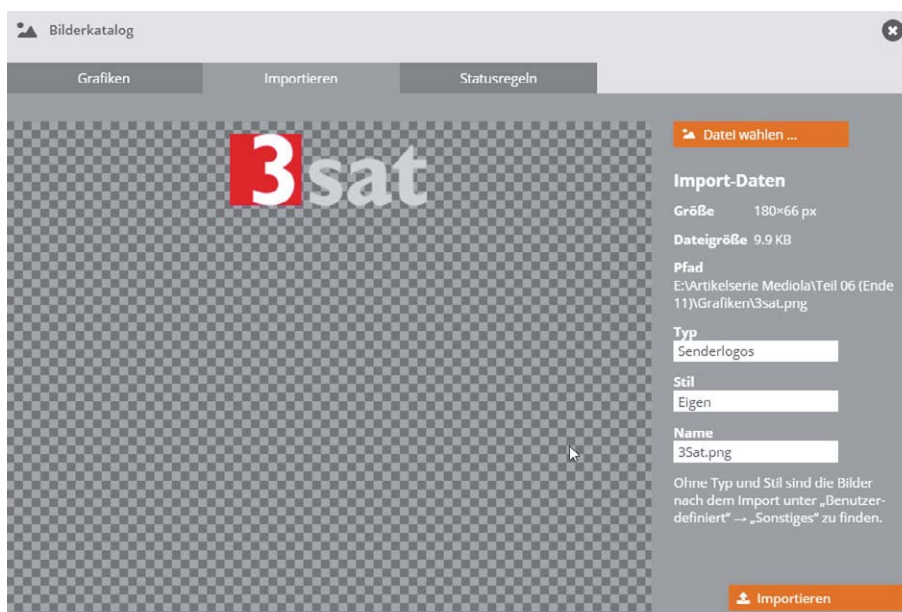 Bilderkatalog
Grafiken
Importieren
Statusregeln
3sat
Datei wählen ...
Import-Daten
Größe 180×66 px
Dateigröße 9.9 KB
Pfad
E:\Artikelserie Mediola\Teil 06 (Ende
11)\Grafiken\3sat.png
Typ
Senderlogos
Stil
Eigen
Name
3Sat.png
Ohne Typ und Stil sind die Bilder
nach dem Import unter „Benutzer-
definiert“ → „Sonstiges“ zu finden.
Importieren